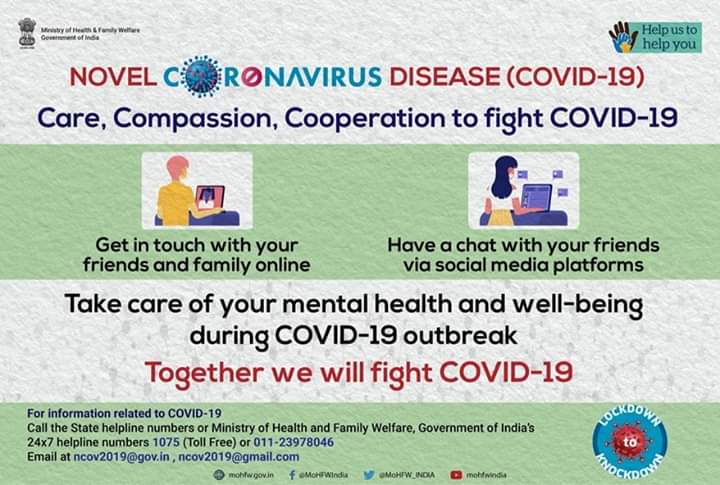 Ministry of Health & Family Welfare
Government of India
Help us to
help you
NOVEL CORONAVIRUS DISEASE (COVID-19)
Care, Compassion, Cooperation to fight COVID-19
Get in touch with your
friends and family online
Have a chat with your friends
via social media platforms
Take care of your mental health and well-being
during COVID-19 outbreak
Together we will fight COVID-19
For information related to COVID-19
Call the State helpline numbers or Ministry of Health and Family Welfare, Government of India's
24x7 helpline numbers 1075 (Toll Free) or 011-23978046
Email at ncov2019@gov.in , ncov2019@gmail.com
LOCKDOWN
to
KNOCKDOWN
mohfw.gov.in @MoHFWIndia @MoHFW_INDIA mohfwindia